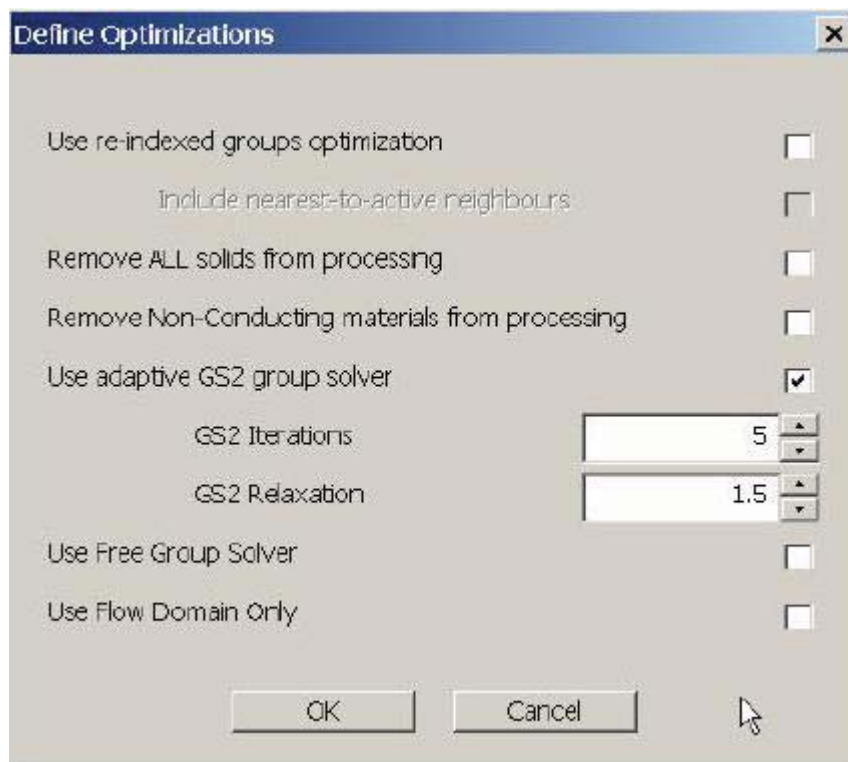 Define Optimizations
Use re-indexed groups optimization
Include nearest-to-active neighbours
Remove ALL solids from processing
Remove Non-Conducting materials from processing
Use adaptive GS2 group solver
GS2 Iterations 5
GS2 Relaxation 1.5
Use Free Group Solver
Use Flow Domain Only
OK Cancel